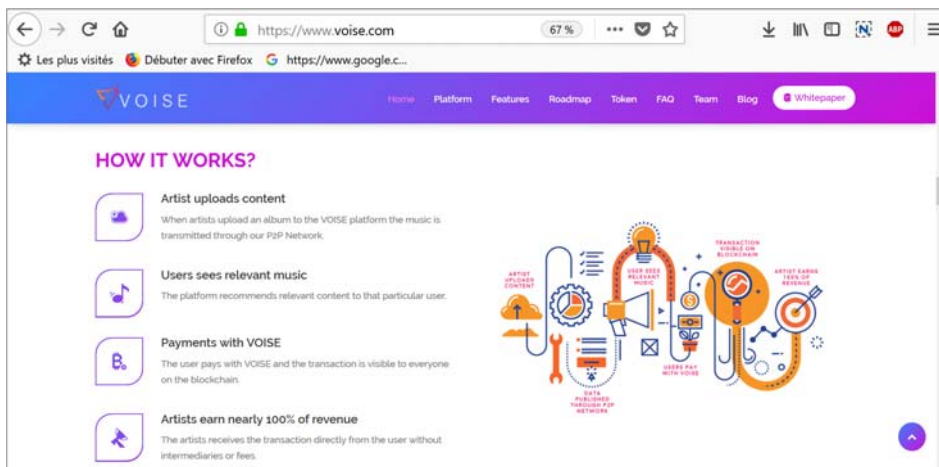 https://www.voise.com
67 %
Les plus visités
Débuter avec Firefox
https://www.google.c...
VOISE
Home
Platform
Features
Roadmap
Token
FAQ
Team
Blog
Whitepaper
HOW IT WORKS?
Artist uploads content
When artists upload an album to the VOISE platform the music is
transmitted through our P2P Network.
Users sees relevant music
The platform recommends relevant content to that particular user.
Payments with VOISE
The user pays with VOISE and the transaction is visible to everyone
on the blockchain.
Artists earn nearly 100% of revenue
The artists receives the transaction directly from the user without
intermediaries or fees.
ARTIST
UPLOADS
CONTENT
USER SEES
RELEVANT
MUSIC
TRANSACTION
VISIBLE ON
BLOCKCHAIN
ARTIST EARNS
100% OF
REVENUE
USERS PAY
WITH VOISE
DATA
PUBLISHED
THROUGH P2P
NETWORK
ABP